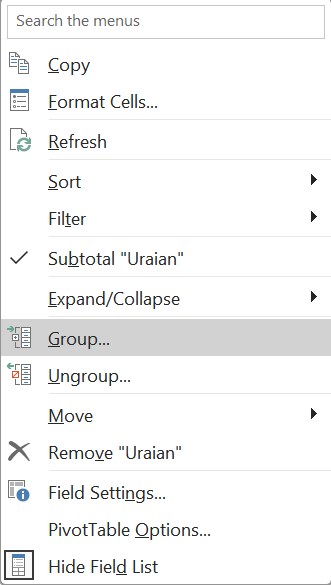 Search the menus
Copy
Format Cells...
Refresh
Sort
Filter
Subtotal "Uraian"
Expand/Collapse
Group...
Ungroup...
Move
Remove "Uraian"
Field Settings...
PivotTable Options...
Hide Field List